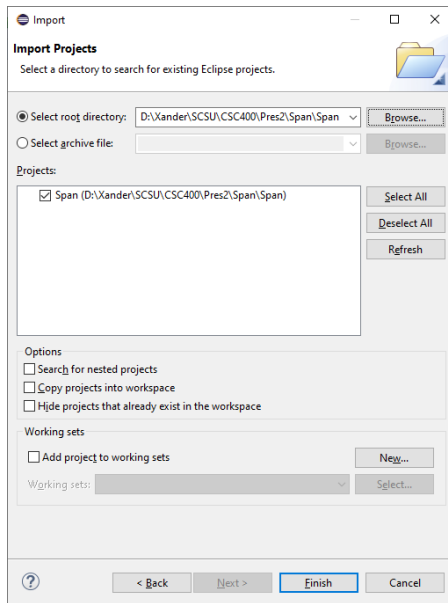 Import
Import Projects
Select a directory to search for existing Eclipse projects.
Select root directory: D:\Xander\SCSU\CSC400\Pres2\Span\Span Browse...
Select archive file: Browse...
Projects:
Span (D:\Xander\SCSU\CSC400\Pres2\Span\Span)
Select All
Deselect All
Refresh
Options
Search for nested projects
Copy projects into workspace
Hide projects that already exist in the workspace
Working sets
Add project to working sets New...
Working sets: Select...
? < Back Next > Finish Cancel